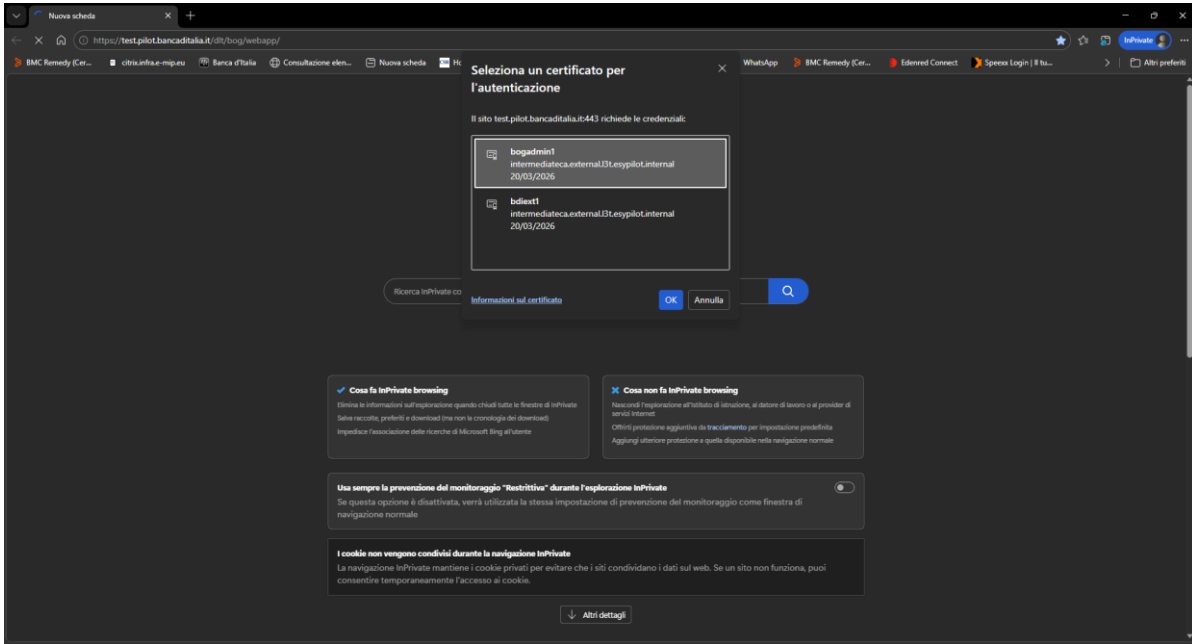 Nuova scheda
https://test.pilot.bancaditalia.it/dlt/bog/webapp/
InPrivate
BMC Remedy (Cer...
citrix.infra.e-mip.eu
Banca d'Italia
Consultazione elen...
Nuova scheda
WhatsApp
BMC Remedy (Cer...
Edenred Connect
Speexx Login | Il tu...
Altri preferiti
Seleziona un certificato per
l'autenticazione
Il sito test.pilot.bancaditalia.it:443 richiede le credenziali:
bogadmin1
intermediateca.external.l3t.esypilot.internal
20/03/2026
bdiext1
intermediateca.external.l3t.esypilot.internal
20/03/2026
Informazioni sul certificato
OK
Annulla
Ricerca InPrivate co
Cosa fa InPrivate browsing
Elimina le informazioni sull'esplorazione quando chiudi tutte le finestre di InPrivate
Salva raccolte, preferiti e download (ma non la cronologia dei download)
Impedisce l'associazione delle ricerche di Microsoft Bing all'utente
Cosa non fa InPrivate browsing
Nascondi l'esplorazione all'istituto di istruzione, al datore di lavoro o al provider di
servizi Internet
Offrirti protezione aggiuntiva da tracciamento per impostazione predefinita
Aggiungi ulteriore protezione a quella disponibile nella navigazione normale
Usa sempre la prevenzione del monitoraggio "Restrittiva" durante l'esplorazione InPrivate
Se questa opzione è disattivata, verrà utilizzata la stessa impostazione di prevenzione del monitoraggio come finestra di
navigazione normale
I cookie non vengono condivisi durante la navigazione InPrivate
La navigazione InPrivate mantiene i cookie privati per evitare che i siti condividano i dati sul web. Se un sito non funziona, puoi
consentire temporaneamente l'accesso ai cookie.
Altri dettagli